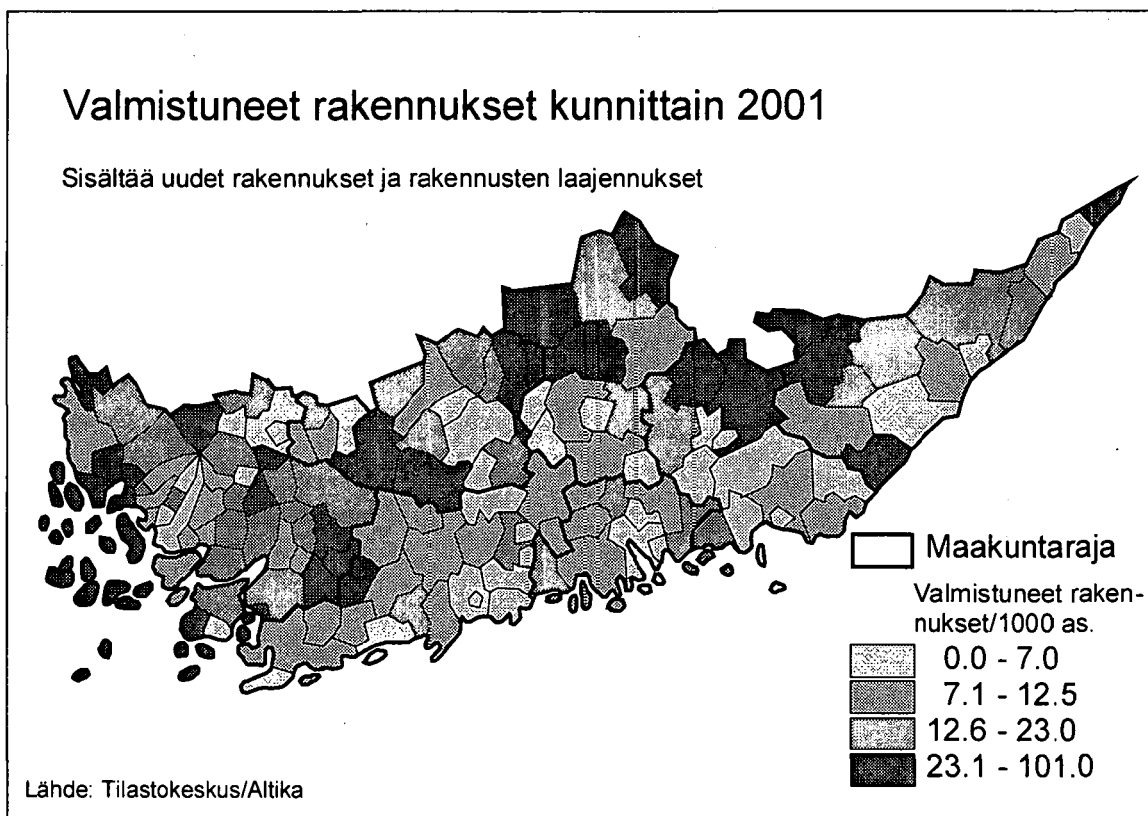 Valmistuneet rakennukset kunnittain 2001
Sisältää uudet rakennukset ja rakennusten laajennukset
Maakuntaraja
Valmistuneet raken-
nukset/1000 as.
0.0 - 7.0
7.1 - 12.5
12.6 - 23.0
23.1 - 101.0
Lähde: Tilastokeskus/Altika